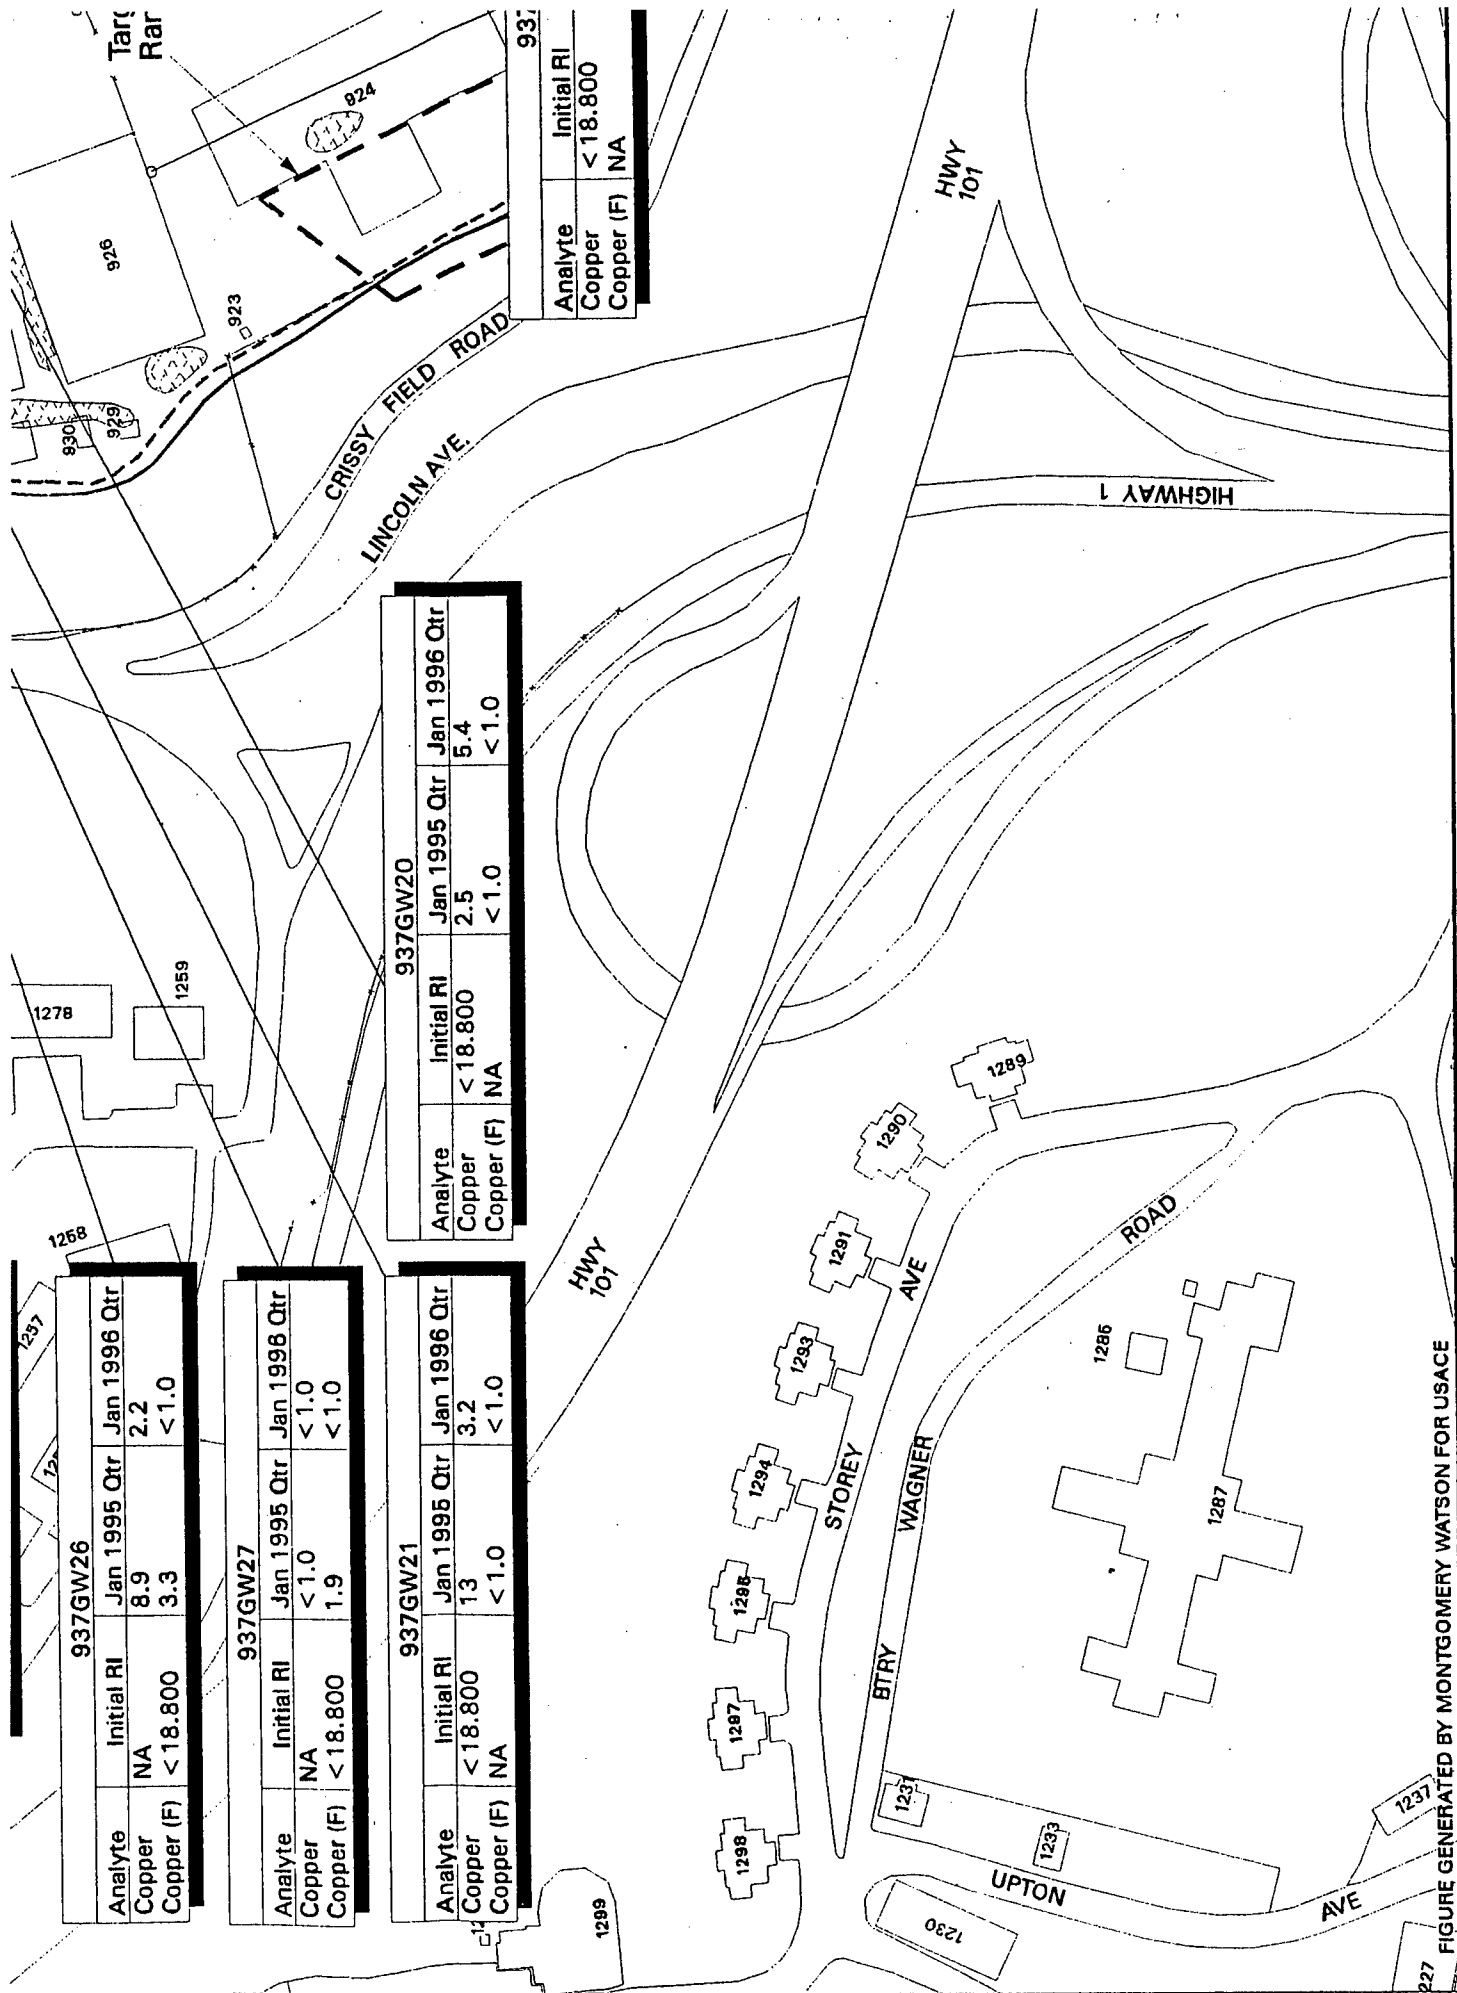 937GW26
Analyte Initial RI Jan 1995 Qtr Jan 1996 Qtr
Copper NA 8.9 2.2
Copper (F) <18.800 3.3 <1.0
937GW27
Analyte Initial RI Jan 1995 Qtr Jan 1996 Qtr
Copper NA <1.0 <1.0
Copper (F) <18.800 1.9 <1.0
937GW21
Analyte Initial RI Jan 1995 Qtr Jan 1996 Qtr
Copper <18.800 13 3.2
Copper (F) NA <1.0 <1.0
937GW20
Analyte Initial RI Jan 1995 Qtr Jan 1996 Qtr
Copper <18.800 2.5 5.4
Copper (F) NA <1.0 <1.0
937
Analyte Initial RI
Copper <18.800
Copper (F) NA
Targ
Ran
924
926
923
930
929
CRISSY FIELD ROAD
LINCOLN AVE.
HWY
101
HIGHWAY 1
1278
1259
1268
1257
HWY
101
1289
1290
1291
1293
1294
1295
1297
1298
1299
STOREY AVE
BTRY WAGNER ROAD
1286
1287
1231
1233
1237
1230
227
UPTON AVE
FIGURE GENERATED BY MONTGOMERY WATSON FOR USACE